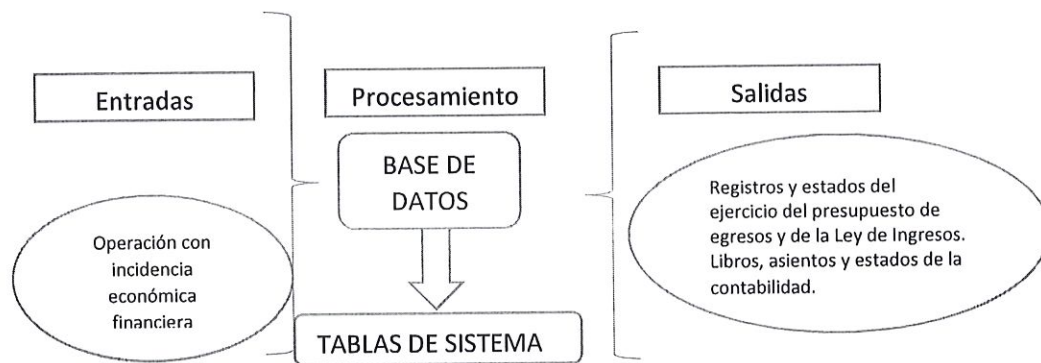 Entradas
Operación con
incidencia
económica
financiera
Procesamiento
BASE DE
DATOS
TABLAS DE SISTEMA
Salidas
Registros y estados del
ejercicio del presupuesto de
egresos y de la Ley de Ingresos.
Libros, asientos y estados de la
contabilidad.